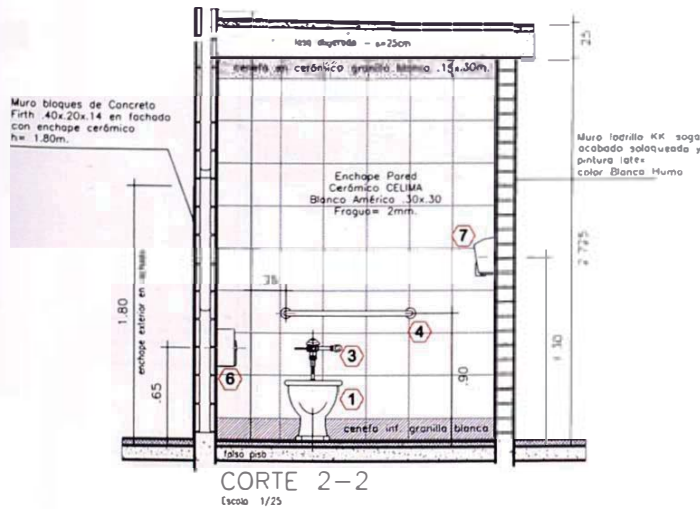 losa aligerada - e=25cm
cenefa en cerámico granilla blanco .15x.30m.
.25
Muro bloques de Concreto
Firth .40x.20x.14 en fachada
con enchape cerámico
h= 1.80m.
Muro ladrillo KK soga
acabado solaqueado y
pintura latex
color Blanco Humo
Enchape Pared
Cerámico CELIMA
Blanco América .30x.30
Fragua= 2mm.
7
1.80
enchape exterior en fachada
4
3
.65
6
1
.90
cenefa inf. granilla blanca
falso piso
CORTE 2-2
Escala 1/25